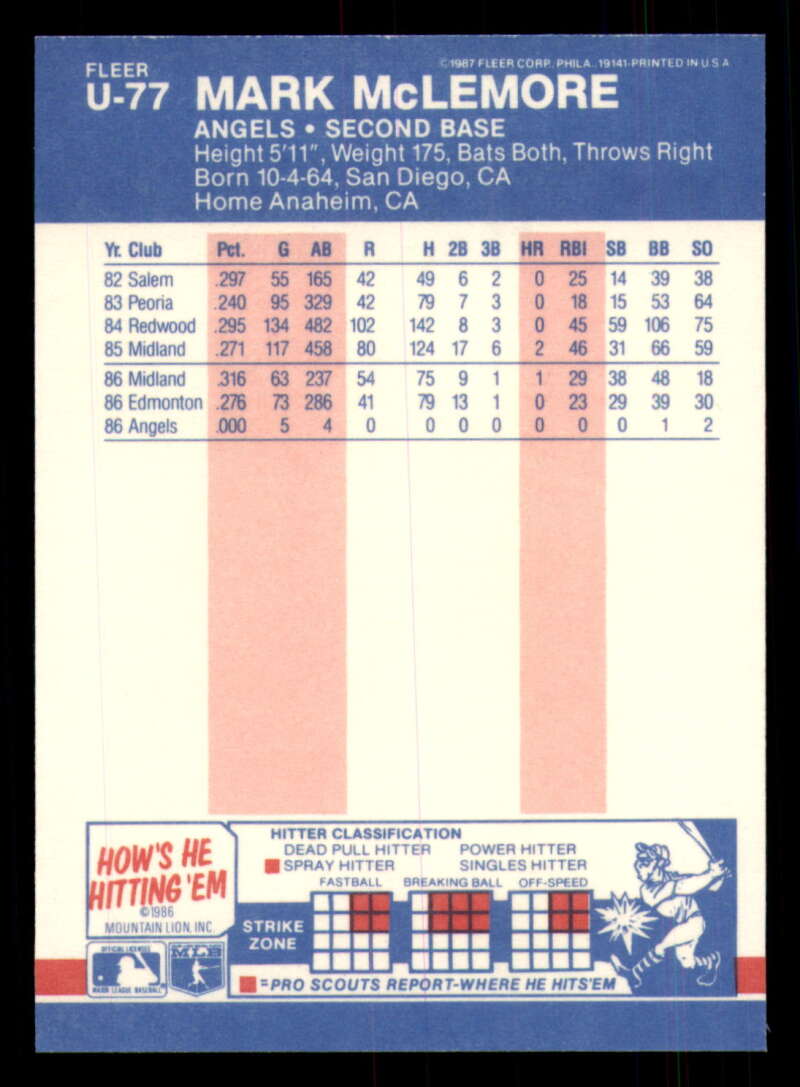 ©1987 FLEER CORP. PHILA., 19141-PRINTED IN U S A
FLEER
U-77 MARK McLEMORE
ANGELS • SECOND BASE
Height 5'11", Weight 175, Bats Both, Throws Right
Born 10-4-64, San Diego, CA
Home Anaheim, CA
Yr. Club Pct. G AB R H 2B 3B HR RBI SB BB SO
82 Salem .297 55 165 42 49 6 2 0 25 14 39 38
83 Peoria .240 95 329 42 79 7 3 0 18 15 53 64
84 Redwood .295 134 482 102 142 8 3 0 45 59 106 75
85 Midland .271 117 458 80 124 17 6 2 46 31 66 59
86 Midland .316 63 237 54 75 9 1 1 29 38 48 18
86 Edmonton .276 73 286 41 79 13 1 0 23 29 39 30
86 Angels .000 5 4 0 0 0 0 0 0 0 1 2
HOW'S HE
HITTING 'EM
©1986
MOUNTAIN LION, INC.
HITTER CLASSIFICATION
DEAD PULL HITTER POWER HITTER
SPRAY HITTER SINGLES HITTER
FASTBALL BREAKING BALL OFF-SPEED
STRIKE
ZONE
=PRO SCOUTS REPORT-WHERE HE HITS'EM
OFFICIAL LICENSEE
MAJOR LEAGUE BASEBALL
MLB